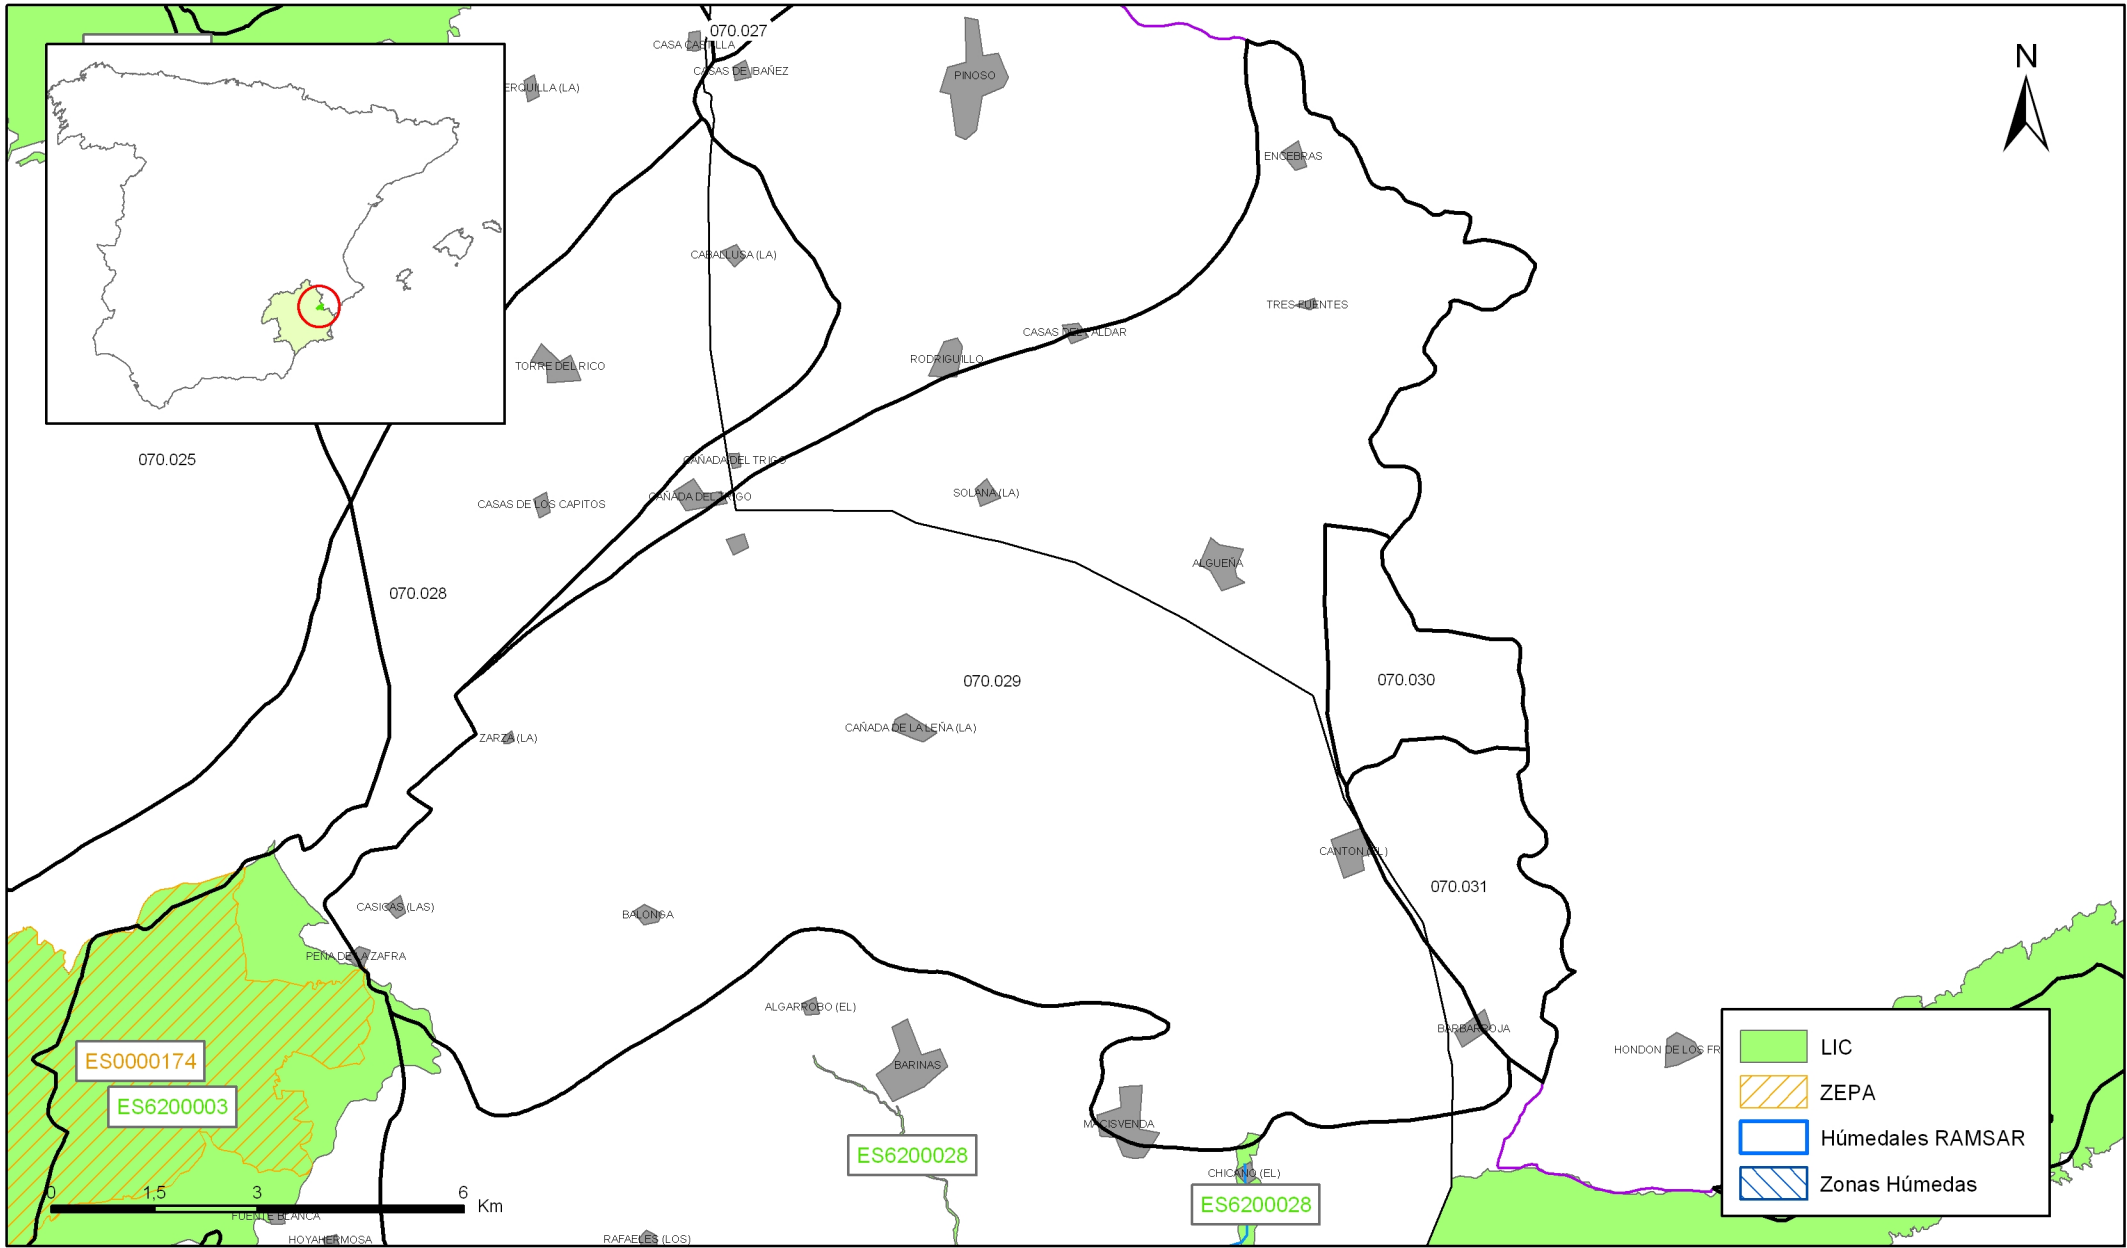 070.027
N
CASA CASTILLA
CASAS DE IBAÑEZ
PINOSO
ERQUILLA (LA)
ENCEBRAS
CABALLUSA (LA)
TRES FUENTES
CASAS DEL ALDAR
RODRIGUILLO
TORRE DEL RICO
070.025
CAÑADA DEL TRIGO
SOLANA (LA)
CAÑADA DEL TRIGO
CASAS DE LOS CAPITOS
ALGUEÑA
070.028
070.029
070.030
CAÑADA DE LA LEÑA (LA)
ZARZA (LA)
CANTON (EL)
070.031
CASICAS (LAS)
BALONGA
PEÑA DE LA ZAFRA
ALGARROBO (EL)
BARBARROJA
HONDON DE LOS FR
LIC
ES0000174
BARINAS
ZEPA
ES6200003
MACISVENDA
Húmedales RAMSAR
ES6200028
CHICANO (EL)
Zonas Húmedas
0 1,5 3 6
Km
ES6200028
FUENTE BLANCA
HOYAHERMOSA
RAFAELES (LOS)